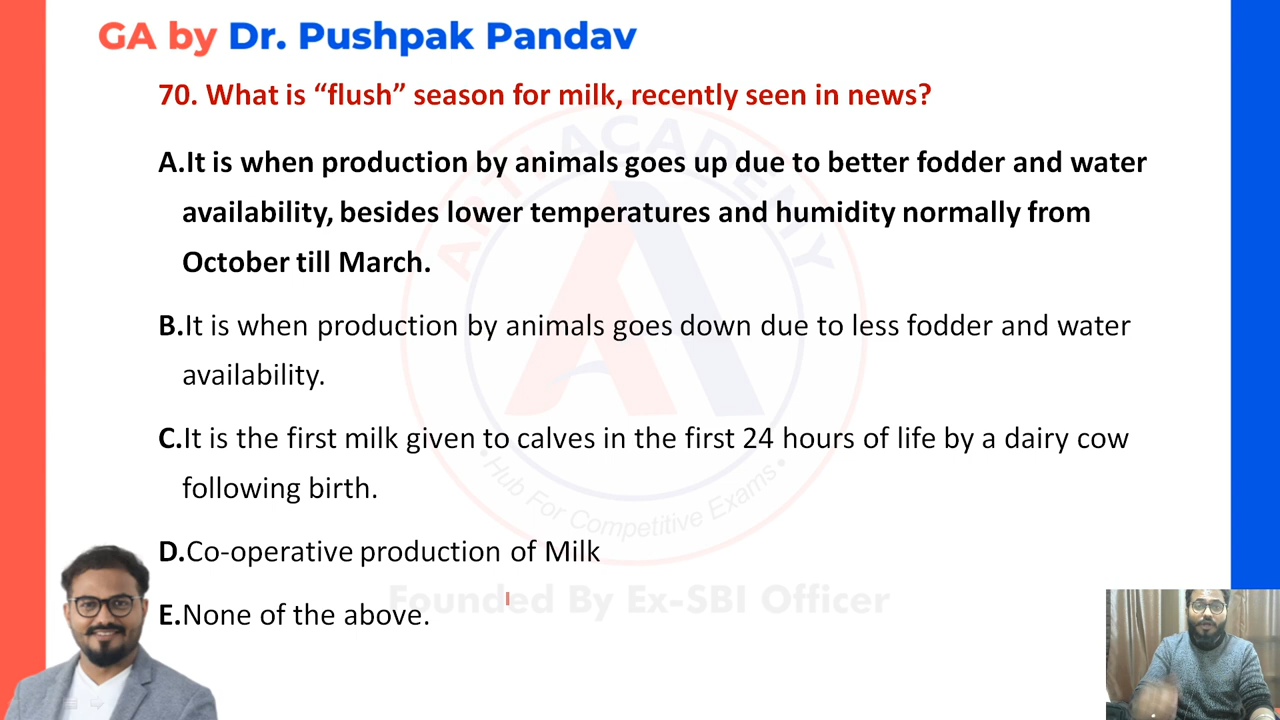 GA by Dr. Pushpak Pandav
70. What is “flush” season for milk, recently seen in news?
A.It is when production by animals goes up due to better fodder and water
availability, besides lower temperatures and humidity normally from
October till March.
B.It is when production by animals goes down due to less fodder and water
availability.
C.It is the first milk given to calves in the first 24 hours of life by a dairy cow
following birth.
D.Co-operative production of Milk
E.None of the above.
ARTI ACADEMY
• Hub For Competitive Exams •
Founded By Ex-SBI Officer